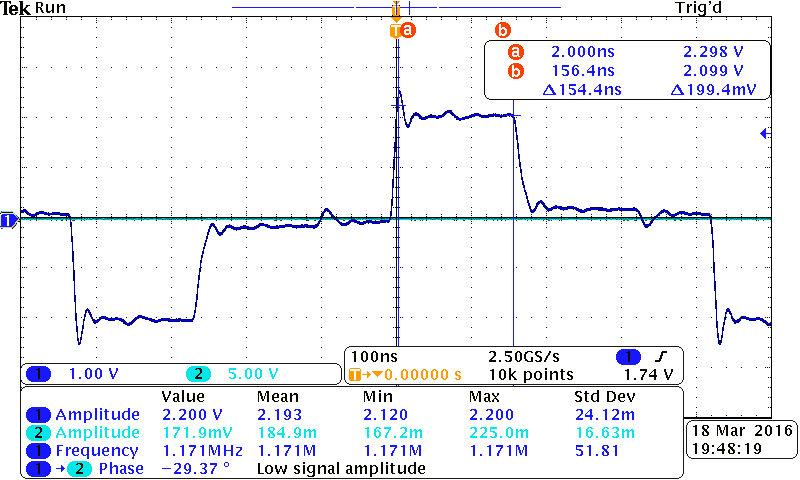 Tek Run Trig'd
T a b
a 2.000ns 2.298 V
b 156.4ns 2.099 V
Δ154.4ns Δ199.4mV
1
1 1.00 V 2 5.00 V
100ns 2.50GS/s 1
T→▼0.00000 s 10k points 1.74 V
Value Mean Min Max Std Dev
1 Amplitude 2.200 V 2.193 2.120 2.200 24.12m
2 Amplitude 171.9mV 184.9m 167.2m 225.0m 16.63m
1 Frequency 1.171MHz 1.171M 1.171M 1.171M 51.81
1 → 2 Phase −29.37 ° Low signal amplitude
18 Mar 2016
19:48:19